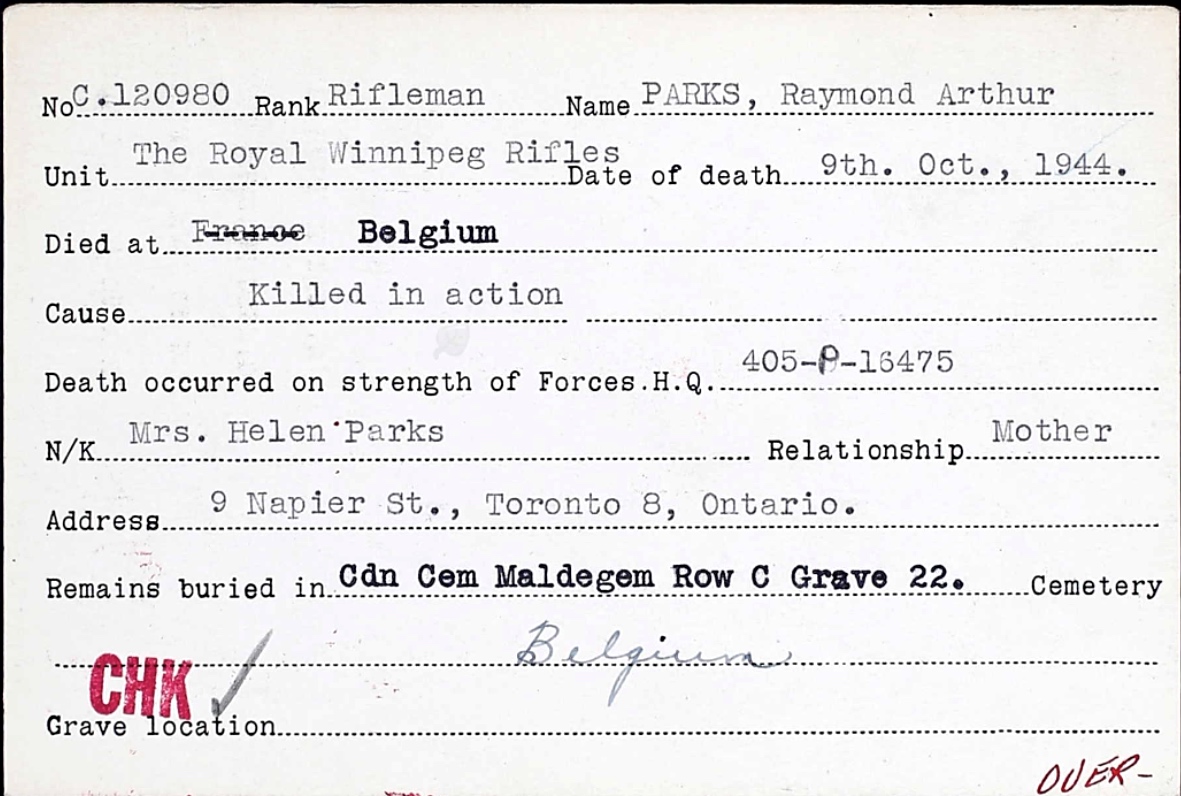 No C.120980 Rank Rifleman Name PARKS, Raymond Arthur
Unit The Royal Winnipeg Rifles Date of death 9th. Oct., 1944.
Died at France Belgium
Cause Killed in action
Death occurred on strength of Forces.H.Q. 405-P-16475
N/K Mrs. Helen Parks Relationship Mother
Address 9 Napier St., Toronto 8, Ontario.
Remains buried in Cdn Cem Maldegem Row C Grave 22. Cemetery
Belgium
CHK
Grave location
OVER-